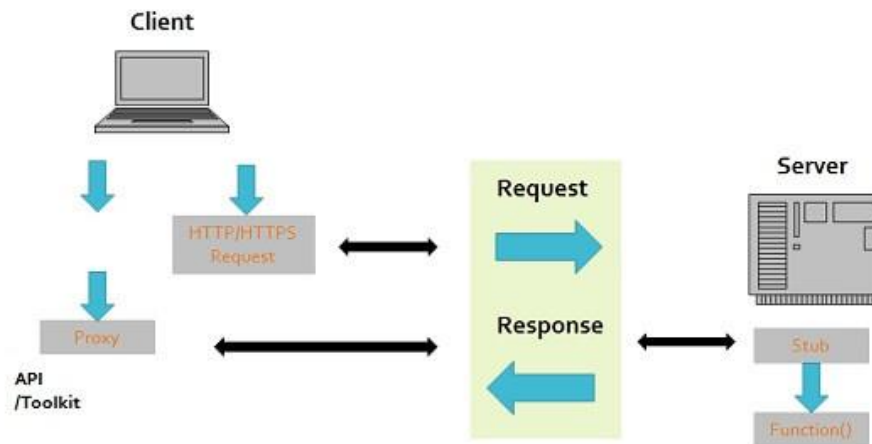 Client
Server
Request
HTTP/HTTPS
Request
Response
Proxy
Stub
API
/Toolkit
Function()